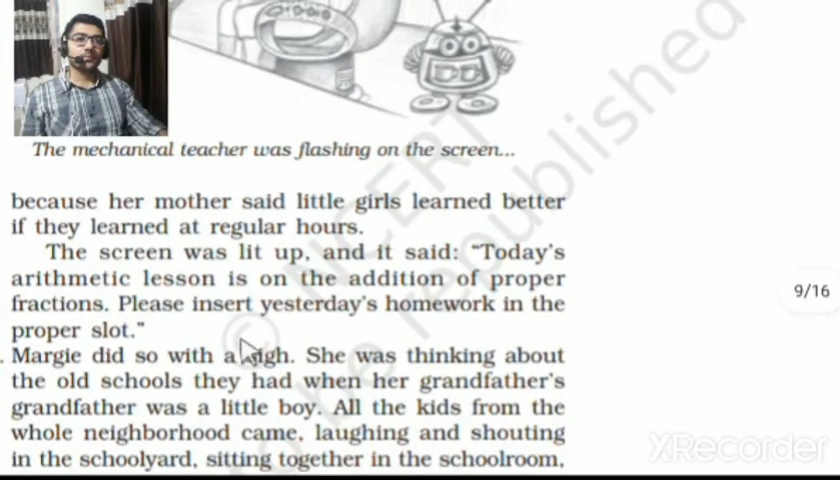 The mechanical teacher was flashing on the screen...
because her mother said little girls learned better
if they learned at regular hours.
The screen was lit up, and it said: “Today's
arithmetic lesson is on the addition of proper
fractions. Please insert yesterday's homework in the
proper slot.”
Margie did so with a sigh. She was thinking about
the old schools they had when her grandfather's
grandfather was a little boy. All the kids from the
whole neighborhood came, laughing and shouting
in the schoolyard, sitting together in the schoolroom,
9/16
© NCERT
to be republished
XRecorder